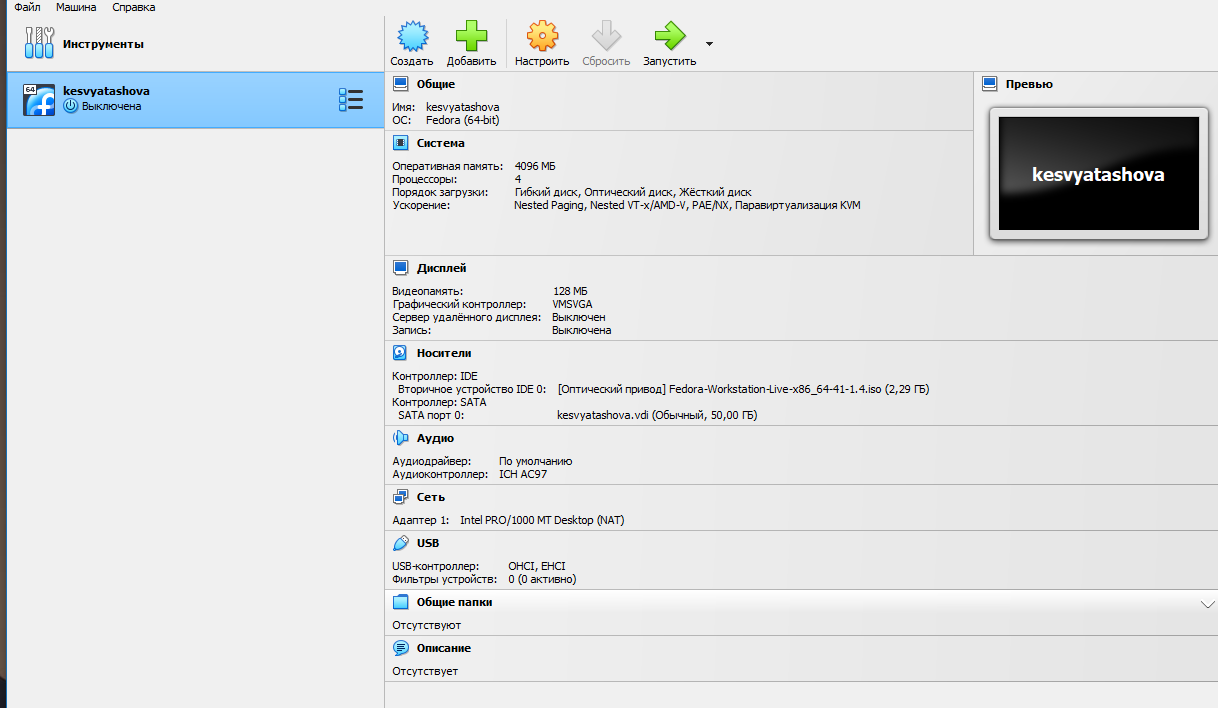 Файл Машина Справка
Инструменты
64
kesvyatashova
Выключена
Создать Добавить Настроить Сбросить Запустить
Общие
Имя: kesvyatashova
ОС: Fedora (64-bit)
Превью
kesvyatashova
Система
Оперативная память: 4096 МБ
Процессоры: 4
Порядок загрузки: Гибкий диск, Оптический диск, Жёсткий диск
Ускорение: Nested Paging, Nested VT-x/AMD-V, PAE/NX, Паравиртуализация KVM
Дисплей
Видеопамять: 128 МБ
Графический контроллер: VMSVGA
Сервер удалённого дисплея: Выключен
Запись: Выключена
Носители
Контроллер: IDE
Вторичное устройство IDE 0: [Оптический привод] Fedora-Workstation-Live-x86_64-41-1.4.iso (2,29 ГБ)
Контроллер: SATA
SATA порт 0: kesvyatashova.vdi (Обычный, 50,00 ГБ)
Аудио
Аудиодрайвер: По умолчанию
Аудиоконтроллер: ICH AC97
Сеть
Адаптер 1: Intel PRO/1000 MT Desktop (NAT)
USB
USB-контроллер: OHCI, EHCI
Фильтры устройств: 0 (0 активно)
Общие папки
Отсутствуют
Описание
Отсутствует